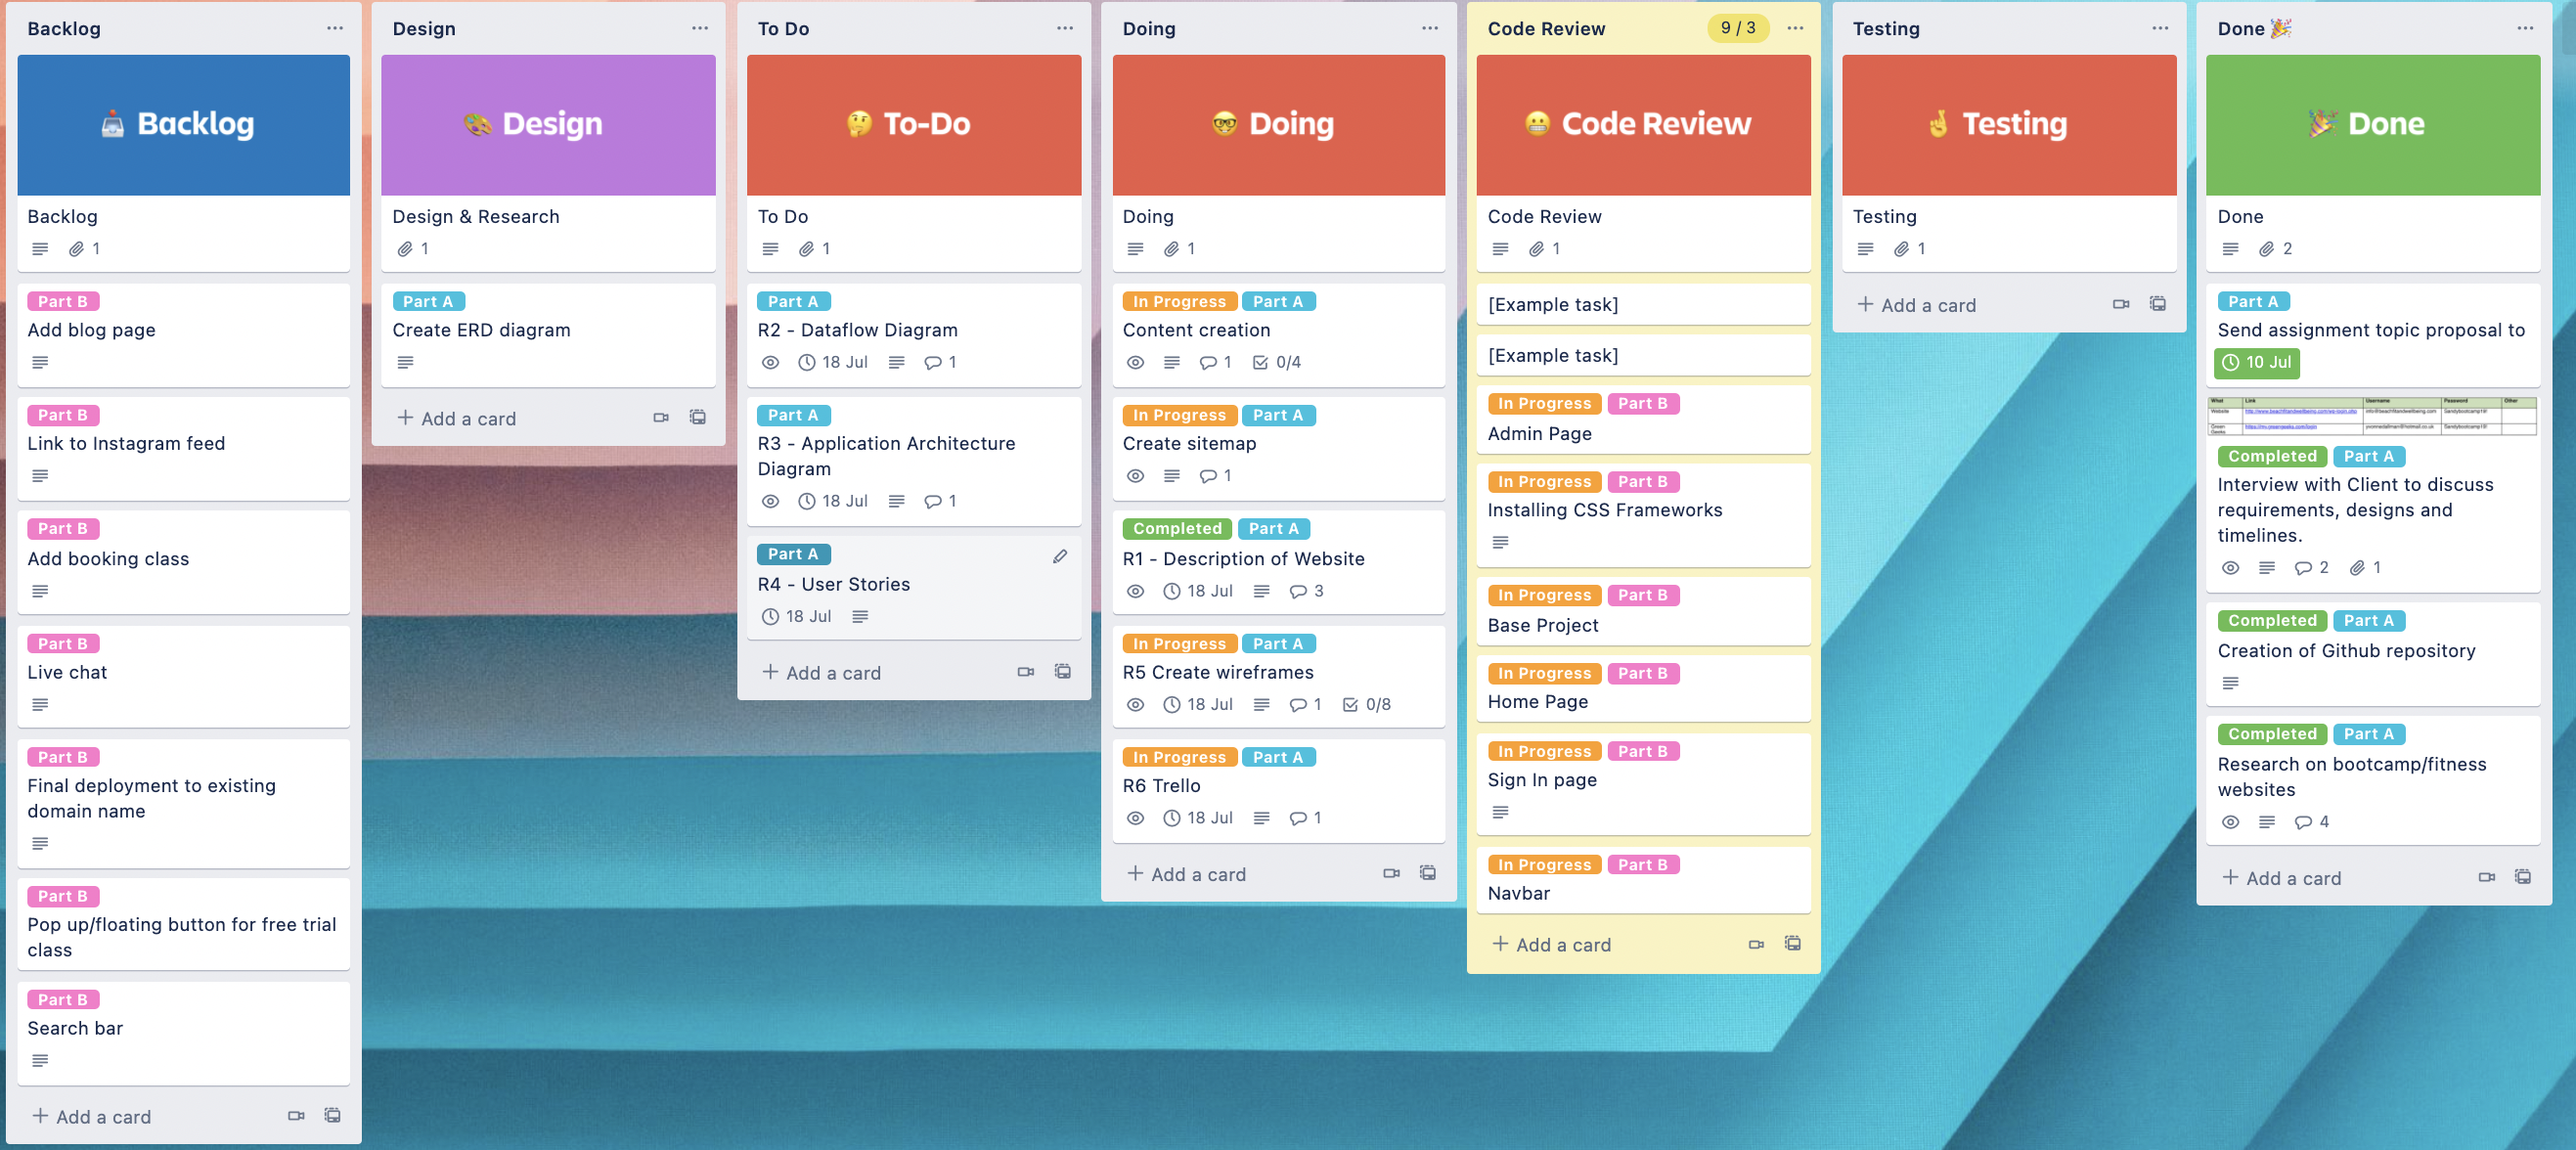 Backlog
Backlog
Backlog
1
Part B
Add blog page
Part B
Link to Instagram feed
Part B
Add booking class
Part B
Live chat
Part B
Final deployment to existing
domain name
Part B
Pop up/floating button for free trial
class
Part B
Search bar
Add a card
Design
Design
Design & Research
1
Part A
Create ERD diagram
Add a card
To Do
To-Do
To Do
1
Part A
R2 - Dataflow Diagram
18 Jul 1
Part A
R3 - Application Architecture
Diagram
18 Jul 1
Part A
R4 - User Stories
18 Jul
Add a card
Doing
Doing
Doing
1
In Progress Part A
Content creation
1 0/4
In Progress Part A
Create sitemap
1
Completed Part A
R1 - Description of Website
18 Jul 3
In Progress Part A
R5 Create wireframes
18 Jul 1 0/8
In Progress Part A
R6 Trello
18 Jul 1
Add a card
Code Review 9 / 3
Code Review
Code Review
1
[Example task]
[Example task]
In Progress Part B
Admin Page
In Progress Part B
Installing CSS Frameworks
In Progress Part B
Base Project
In Progress Part B
Home Page
In Progress Part B
Sign In page
In Progress Part B
Navbar
Add a card
Testing
Testing
Testing
1
Add a card
Done
Done
Done
2
Part A
Send assignment topic proposal to
10 Jul
What Link Username Password Other
Website
Completed Part A
Interview with Client to discuss
requirements, designs and
timelines.
2 1
Completed Part A
Creation of Github repository
Completed Part A
Research on bootcamp/fitness
websites
4
Add a card